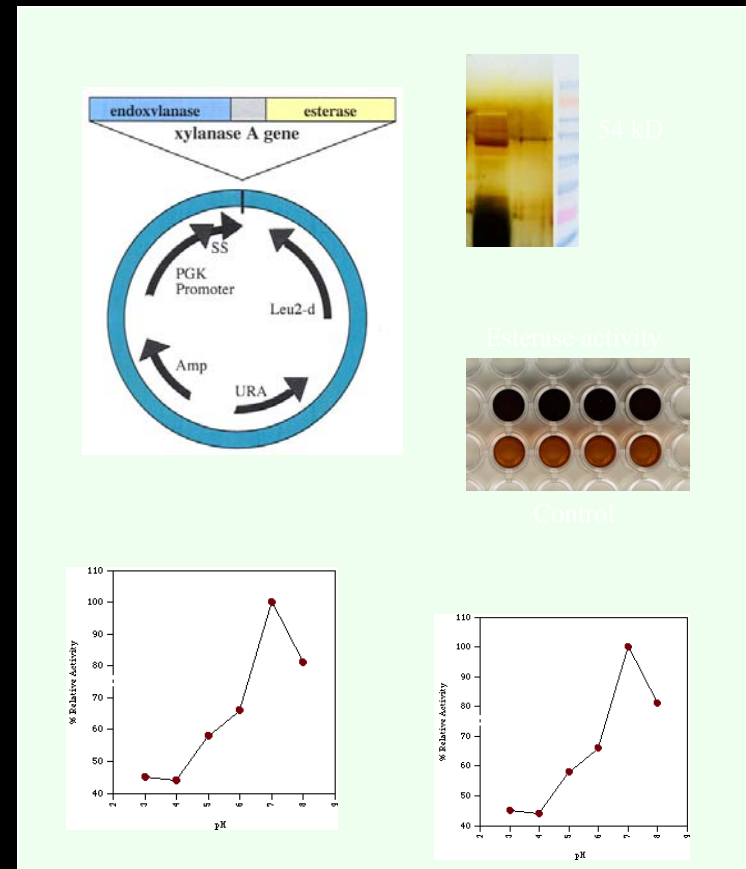 endoxylanase esterase
xylanase A gene
54 kD
SS
PGK
Promoter
Leu2-d
Amp
URA
Esterase activity
Control
110
100
90
80
70
60
50
40
% Relative Activity
2 3 4 5 6 7 8 9
pH
110
100
90
80
70
60
50
40
% Relative Activity
2 3 4 5 6 7 8 9
pH